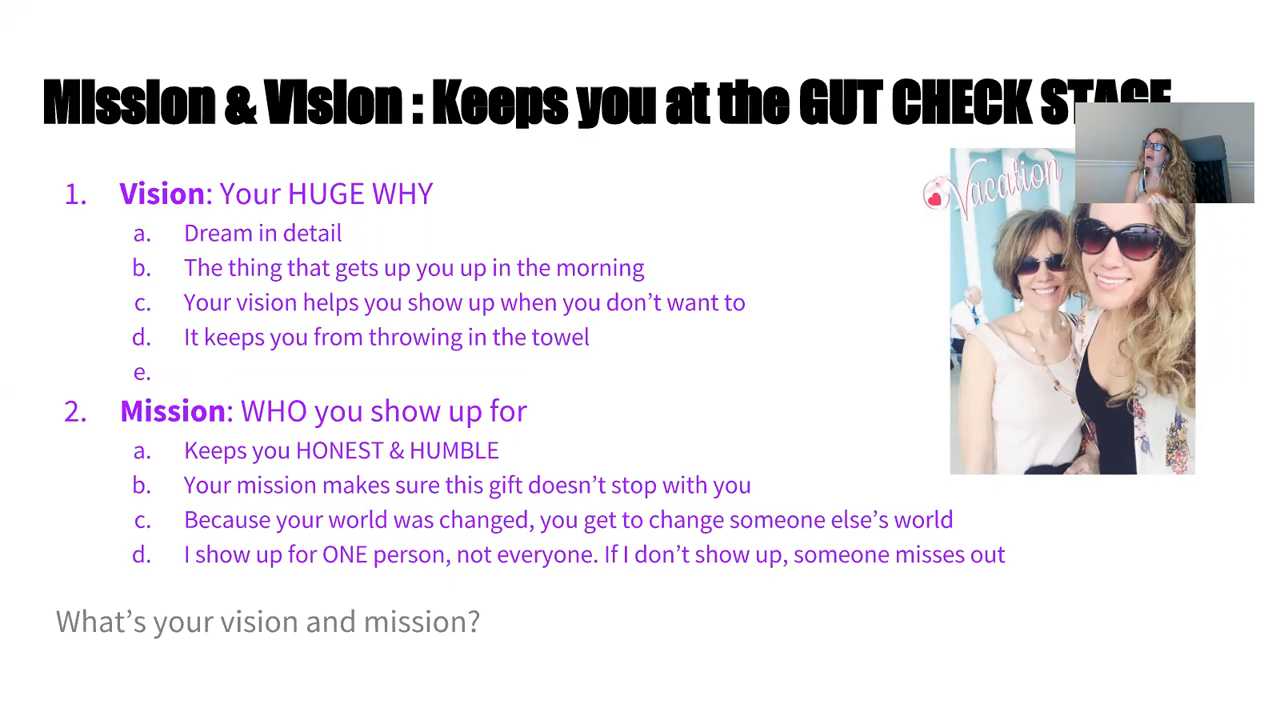 Mission & Vision : Keeps you at the GUT CHECK STAGE
1. Vision: Your HUGE WHY
a. Dream in detail
b. The thing that gets up you up in the morning
c. Your vision helps you show up when you don’t want to
d. It keeps you from throwing in the towel
e.
2. Mission: WHO you show up for
a. Keeps you HONEST & HUMBLE
b. Your mission makes sure this gift doesn’t stop with you
c. Because your world was changed, you get to change someone else’s world
d. I show up for ONE person, not everyone. If I don’t show up, someone misses out
What’s your vision and mission?
Vacation